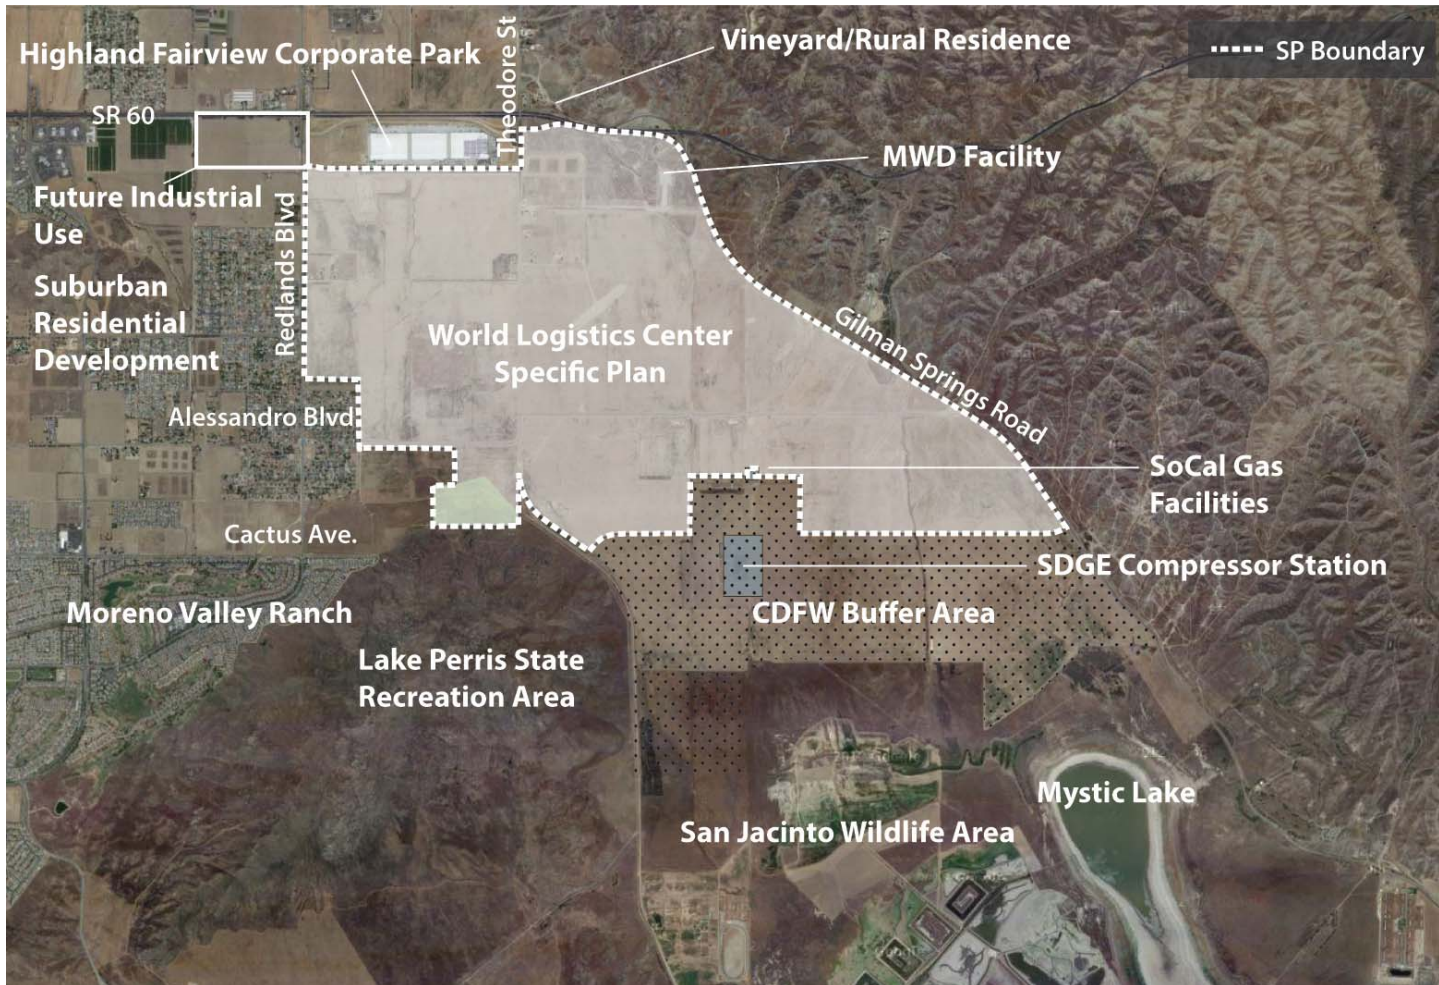 Highland Fairview Corporate Park
Theodore St
Vineyard/Rural Residence
SP Boundary
SR 60
MWD Facility
Future Industrial
Use
Redlands Blvd
Suburban
Residential
Development
World Logistics Center
Specific Plan
Gilman Springs Road
Alessandro Blvd
SoCal Gas
Facilities
Cactus Ave.
SDGE Compressor Station
Moreno Valley Ranch
CDFW Buffer Area
Lake Perris State
Recreation Area
Mystic Lake
San Jacinto Wildlife Area